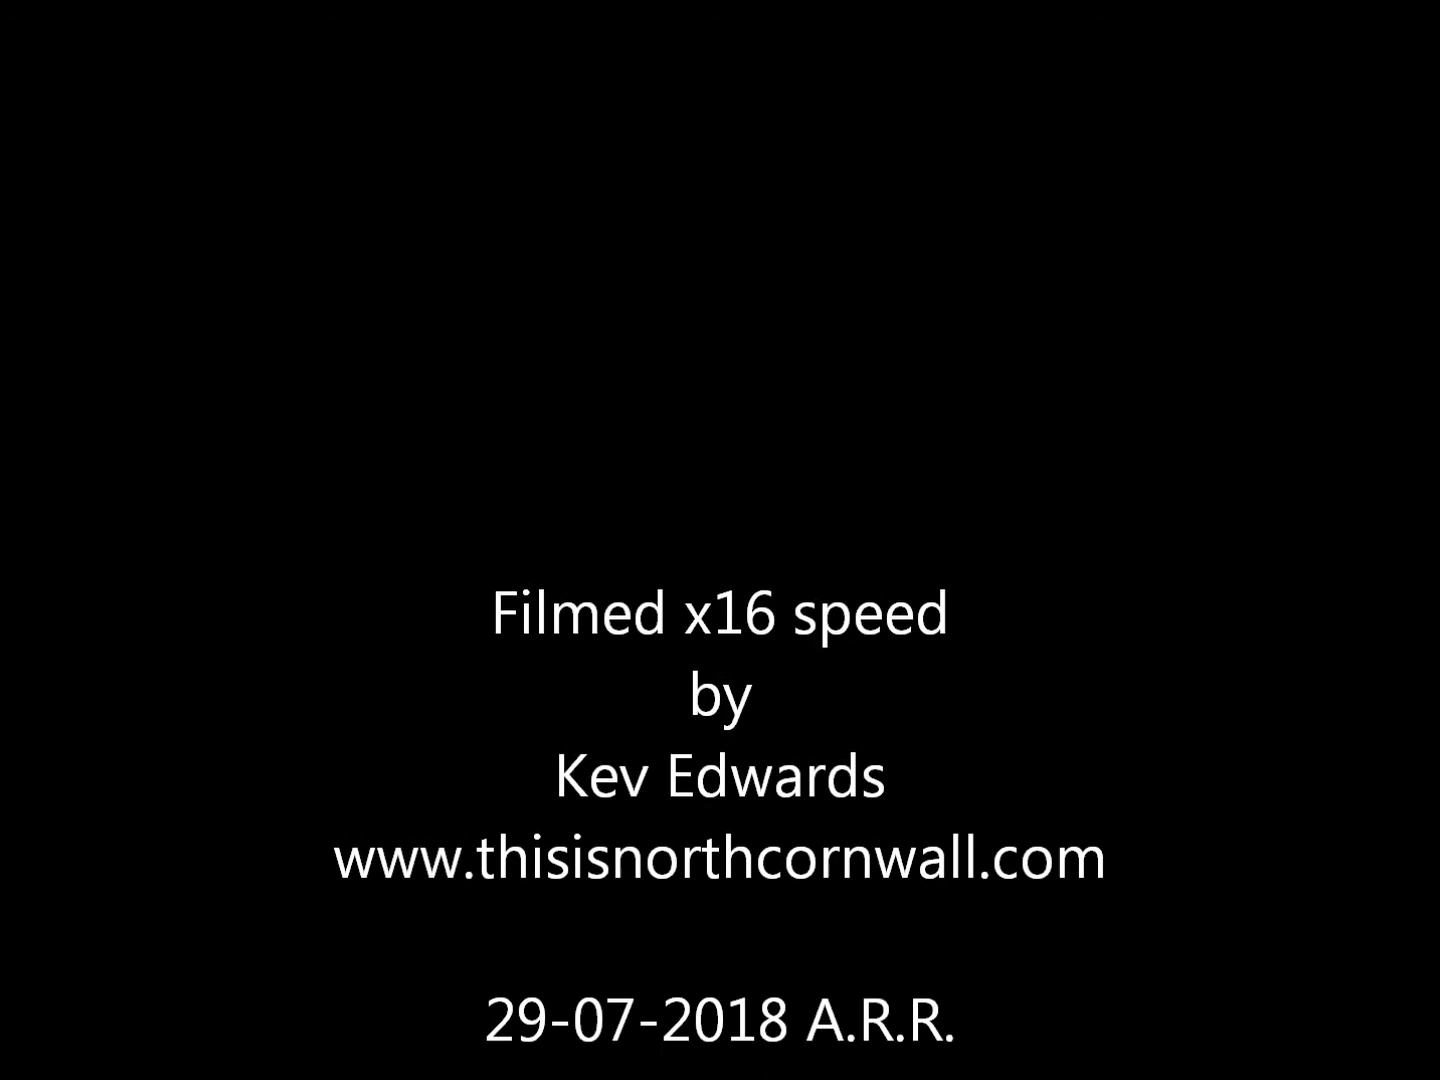 Filmed x16 speed
by
Kev Edwards
www.thisisnorthcornwall.com
29-07-2018 A.R.R.